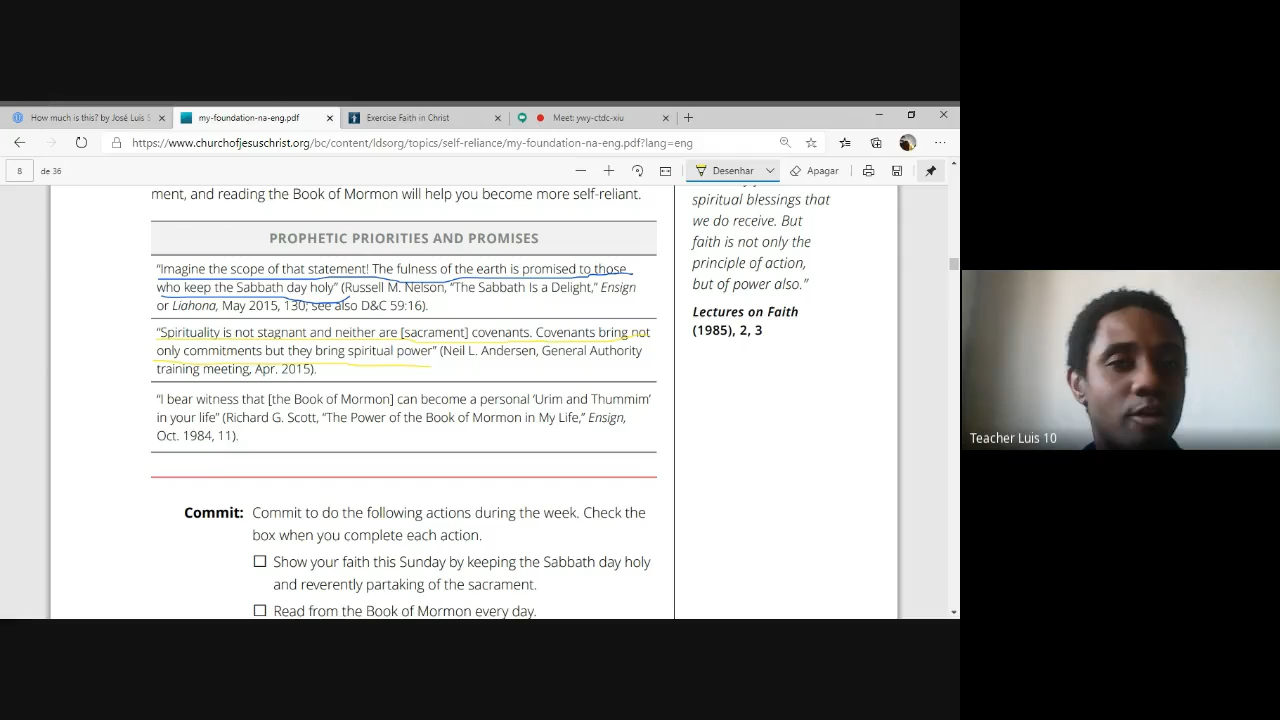 How much is this? by José Luis S
my-foundation-na-eng.pdf
Exercise Faith in Christ
Meet: ywy-ctdc-xiu
https://www.churchofjesuschrist.org/bc/content/ldsorg/topics/self-reliance/my-foundation-na-eng.pdf?lang=eng
8 de 36
Desenhar
Apagar
ment, and reading the Book of Mormon will help you become more self-reliant.
PROPHETIC PRIORITIES AND PROMISES
“Imagine the scope of that statement! The fulness of the earth is promised to those
who keep the Sabbath day holy” (Russell M. Nelson, “The Sabbath Is a Delight,” Ensign
or Liahona, May 2015, 130; see also D&C 59:16).
“Spirituality is not stagnant and neither are [sacrament] covenants. Covenants bring not
only commitments but they bring spiritual power” (Neil L. Andersen, General Authority
training meeting, Apr. 2015).
“I bear witness that [the Book of Mormon] can become a personal ‘Urim and Thummim’
in your life” (Richard G. Scott, “The Power of the Book of Mormon in My Life,” Ensign,
Oct. 1984, 11).
Commit: Commit to do the following actions during the week. Check the
box when you complete each action.
Show your faith this Sunday by keeping the Sabbath day holy
and reverently partaking of the sacrament.
Read from the Book of Mormon every day.
spiritual blessings that
we do receive. But
faith is not only the
principle of action,
but of power also.”
Lectures on Faith
(1985), 2, 3
Teacher Luis 10